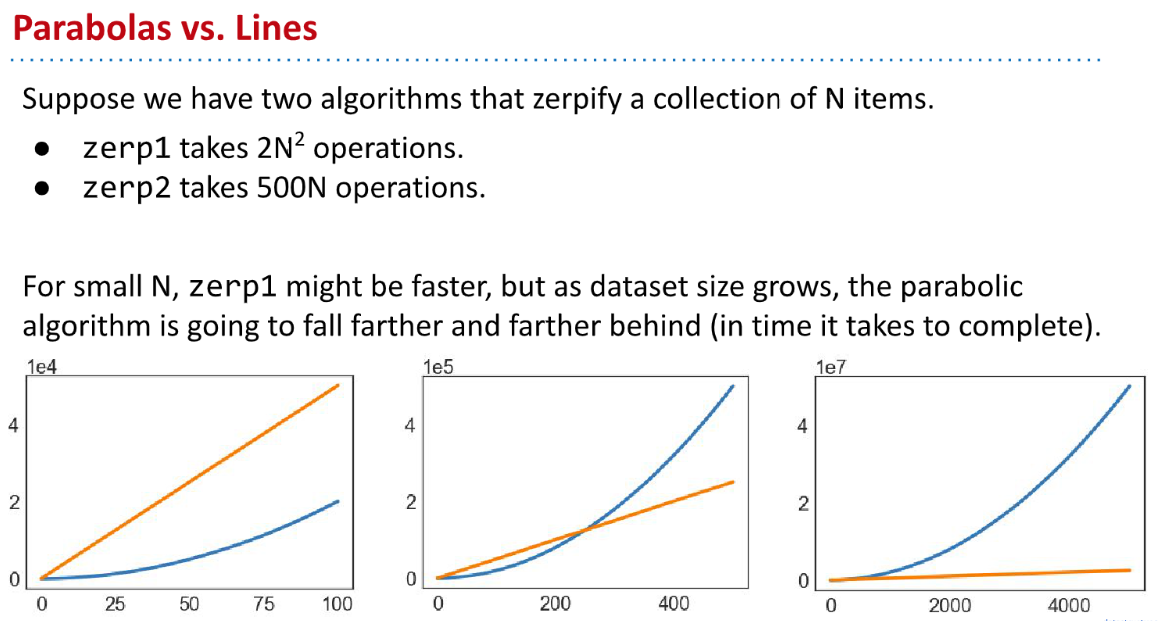 Parabolas vs. Lines
Suppose we have two algorithms that zerpify a collection of N items.
● zerp1 takes 2N² operations.
● zerp2 takes 500N operations.
For small N, zerp1 might be faster, but as dataset size grows, the parabolic
algorithm is going to fall farther and farther behind (in time it takes to complete).
1e4
4
2
0
0 25 50 75 100
1e5
4
2
0
0 200 400
1e7
4
2
0
0 2000 4000